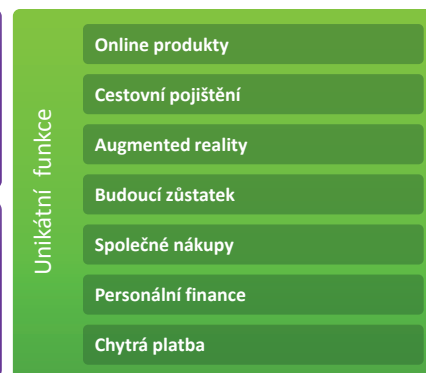 Unikátní funkce
Online produkty
Cestovní pojištění
Augmented reality
Budoucí zůstatek
Společné nákupy
Personální finance
Chytrá platba